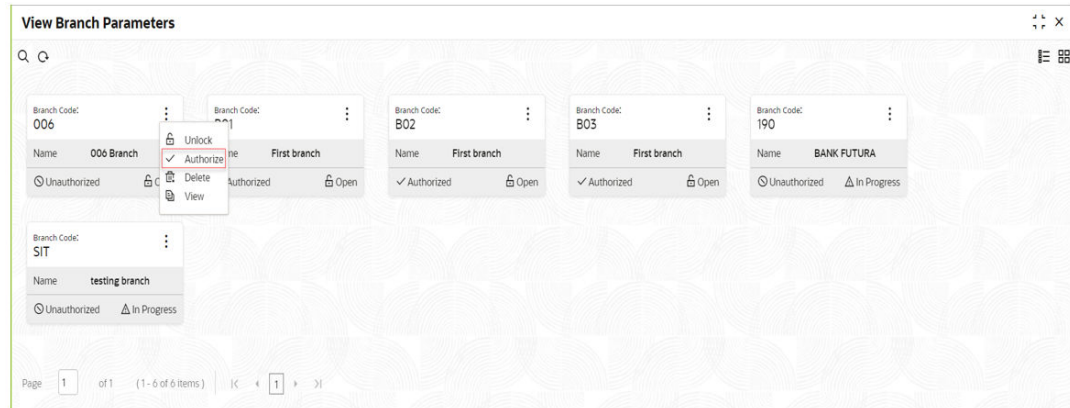 View Branch Parameters
Branch Code:
006
Name 006 Branch
Unauthorized
Unlock
Authorize
Delete
View
Branch Code:
Name First branch
Authorized Open
Branch Code:
B02
Name First branch
Authorized Open
Branch Code:
B03
Name First branch
Authorized Open
Branch Code:
190
Name BANK FUTURA
Unauthorized In Progress
Branch Code:
SIT
Name testing branch
Unauthorized In Progress
Page 1 of 1 (1 - 6 of 6 items) 1